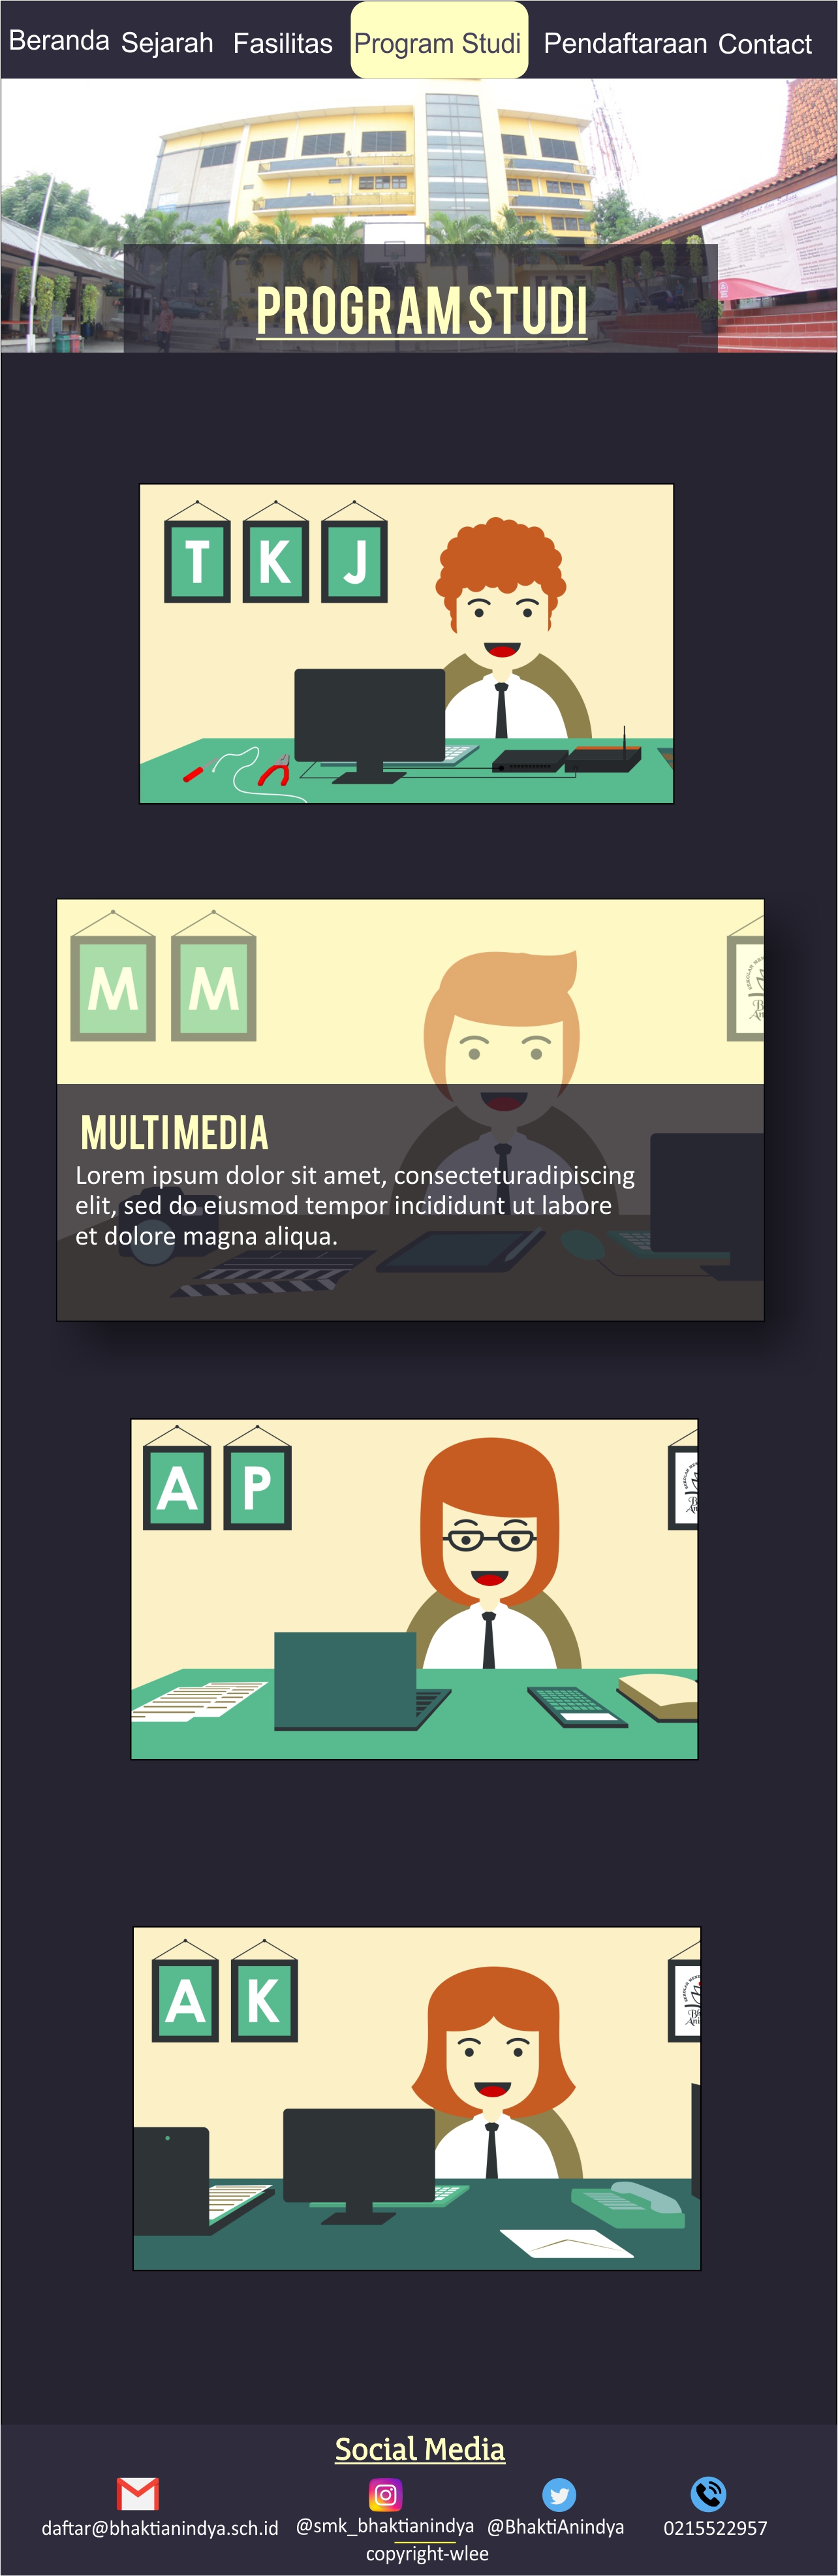 Beranda Sejarah Fasilitas Program Studi Pendaftaraan Contact
PROGRAM STUDI
T K J
M M
MULTIMEDIA
Lorem ipsum dolor sit amet, consecteturadipiscing
elit, sed do eiusmod tempor incididunt ut labore
et dolore magna aliqua.
A P
A K
Social Media
daftar@bhaktianindya.sch.id @smk_bhaktianindya @BhaktiAnindya 0215522957
copyright-wlee